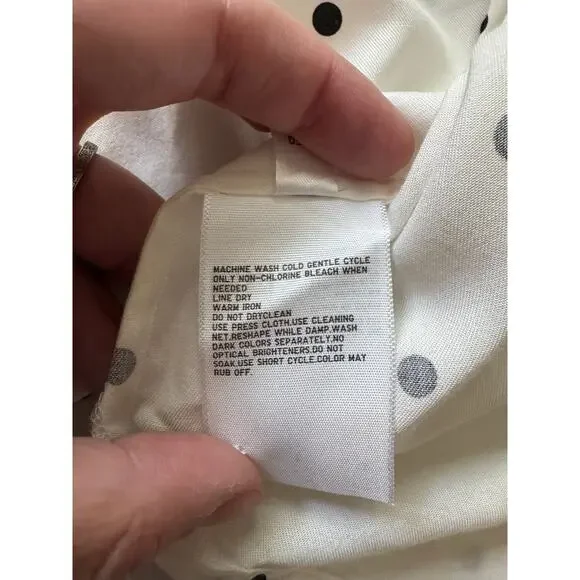 MACHINE WASH COLD GENTLE CYCLE
ONLY NON-CHLORINE BLEACH WHEN
NEEDED
LINE DRY
WARM IRON
DO NOT DRYCLEAN
USE PRESS CLOTH.USE CLEANING
NET.RESHAPE WHILE DAMP.WASH
DARK COLORS SEPARATELY.NO
OPTICAL BRIGHTENERS.DO NOT
SOAK.USE SHORT CYCLE.COLOR MAY
RUB OFF.